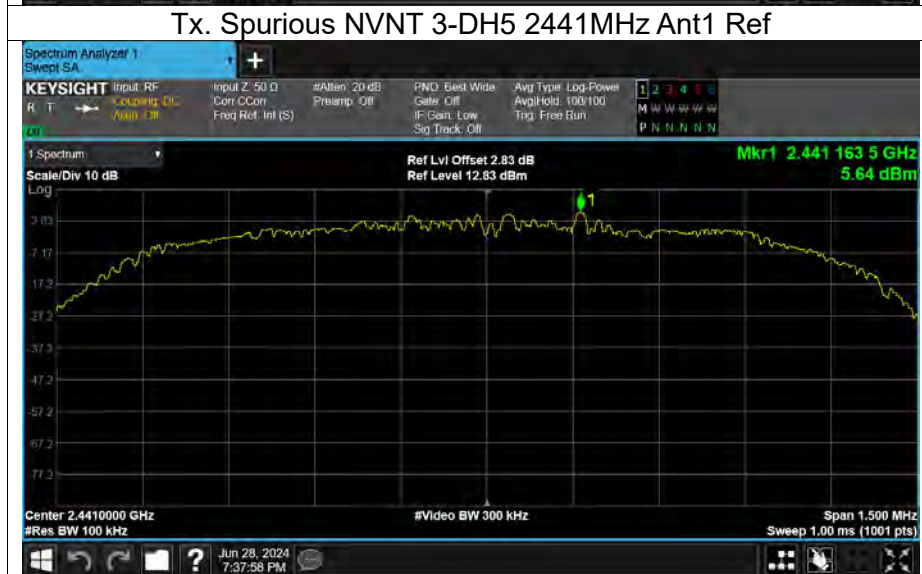 Tx. Spurious NVNT 3-DH5 2441MHz Ant1 Ref
Spectrum Analyzer 1
Swept SA
+
KEYSIGHT Input: RF
R T Coupling: DC
Align: Off
Input Z: 50 Ω
Corr CCorr
Freq Ref: Int (S)
#Atten: 20 dB
Preamp: Off
PNO: Best Wide
Gate: Off
IF Gain: Low
Sig Track: Off
Avg Type: Log-Power
Avg|Hold: 100/100
Trig: Free Run
1 2 3 4 5 6
M W W W W W
P N N N N N
1 Spectrum
Scale/Div 10 dB
Ref Lvl Offset 2.83 dB
Ref Level 12.83 dBm
Mkr1 2.441 163 5 GHz
5.64 dBm
Log
1
2.83
-7.17
-17.2
-27.2
-37.2
-47.2
-57.2
-67.2
-77.2
Center 2.4410000 GHz
#Video BW 300 kHz
Span 1.500 MHz
#Res BW 100 kHz
Sweep 1.00 ms (1001 pts)
?
Jun 28, 2024
7:37:58 PM